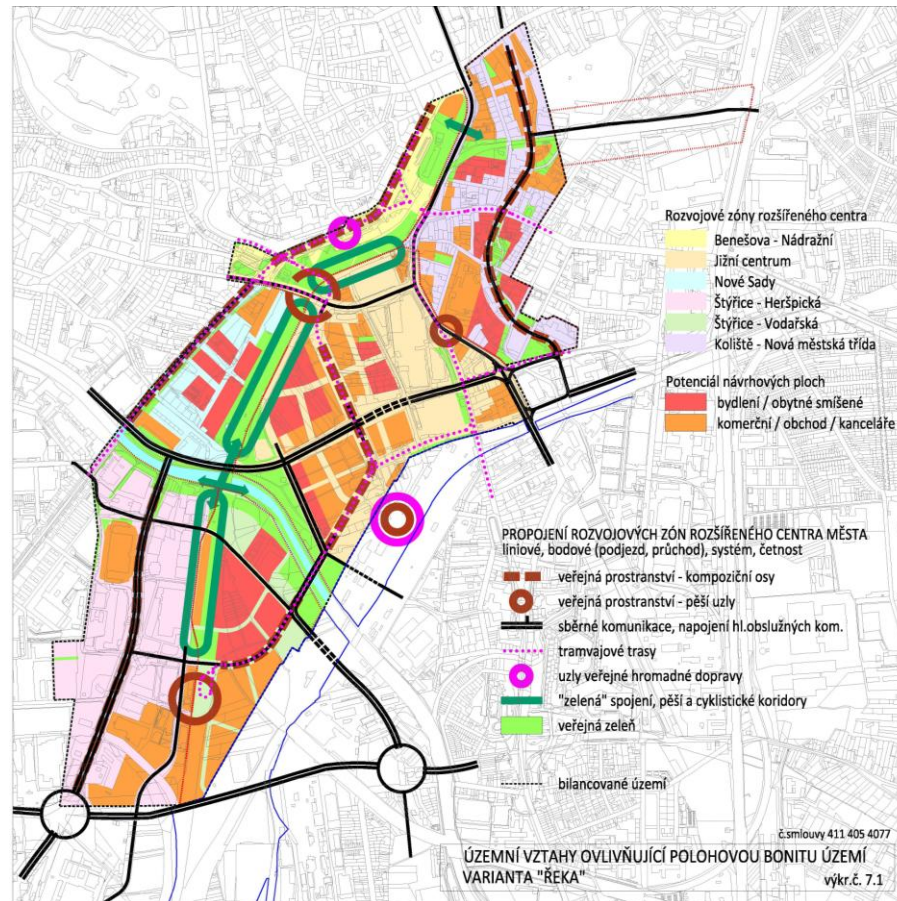 Rozvojové zóny rozšířeného centra
Benešova - Nádražní
Jižní centrum
Nové Sady
Štýřice - Heršpická
Štýřice - Vodařská
Koliště - Nová městská třída
Potenciál návrhových ploch
bydlení / obytné smíšené
komerční / obchod / kanceláře
PROPOJENÍ ROZVOJOVÝCH ZÓN ROZŠÍŘENÉHO CENTRA MĚSTA
liniové, bodové (podjezd, průchod), systém, četnost
veřejná prostranství - kompoziční osy
veřejná prostranství - pěší uzly
sběrné komunikace, napojení hl.obslužných kom.
tramvajové trasy
uzly veřejné hromadné dopravy
"zelená" spojení, pěší a cyklistické koridory
veřejná zeleň
bilancované území
č.smlouvy 411 405 4077
ÚZEMNÍ VZTAHY OVLIVŇUJÍCÍ POLOHOVOU BONITU ÚZEMÍ
VARIANTA "ŘEKA"
výkr.č. 7.1